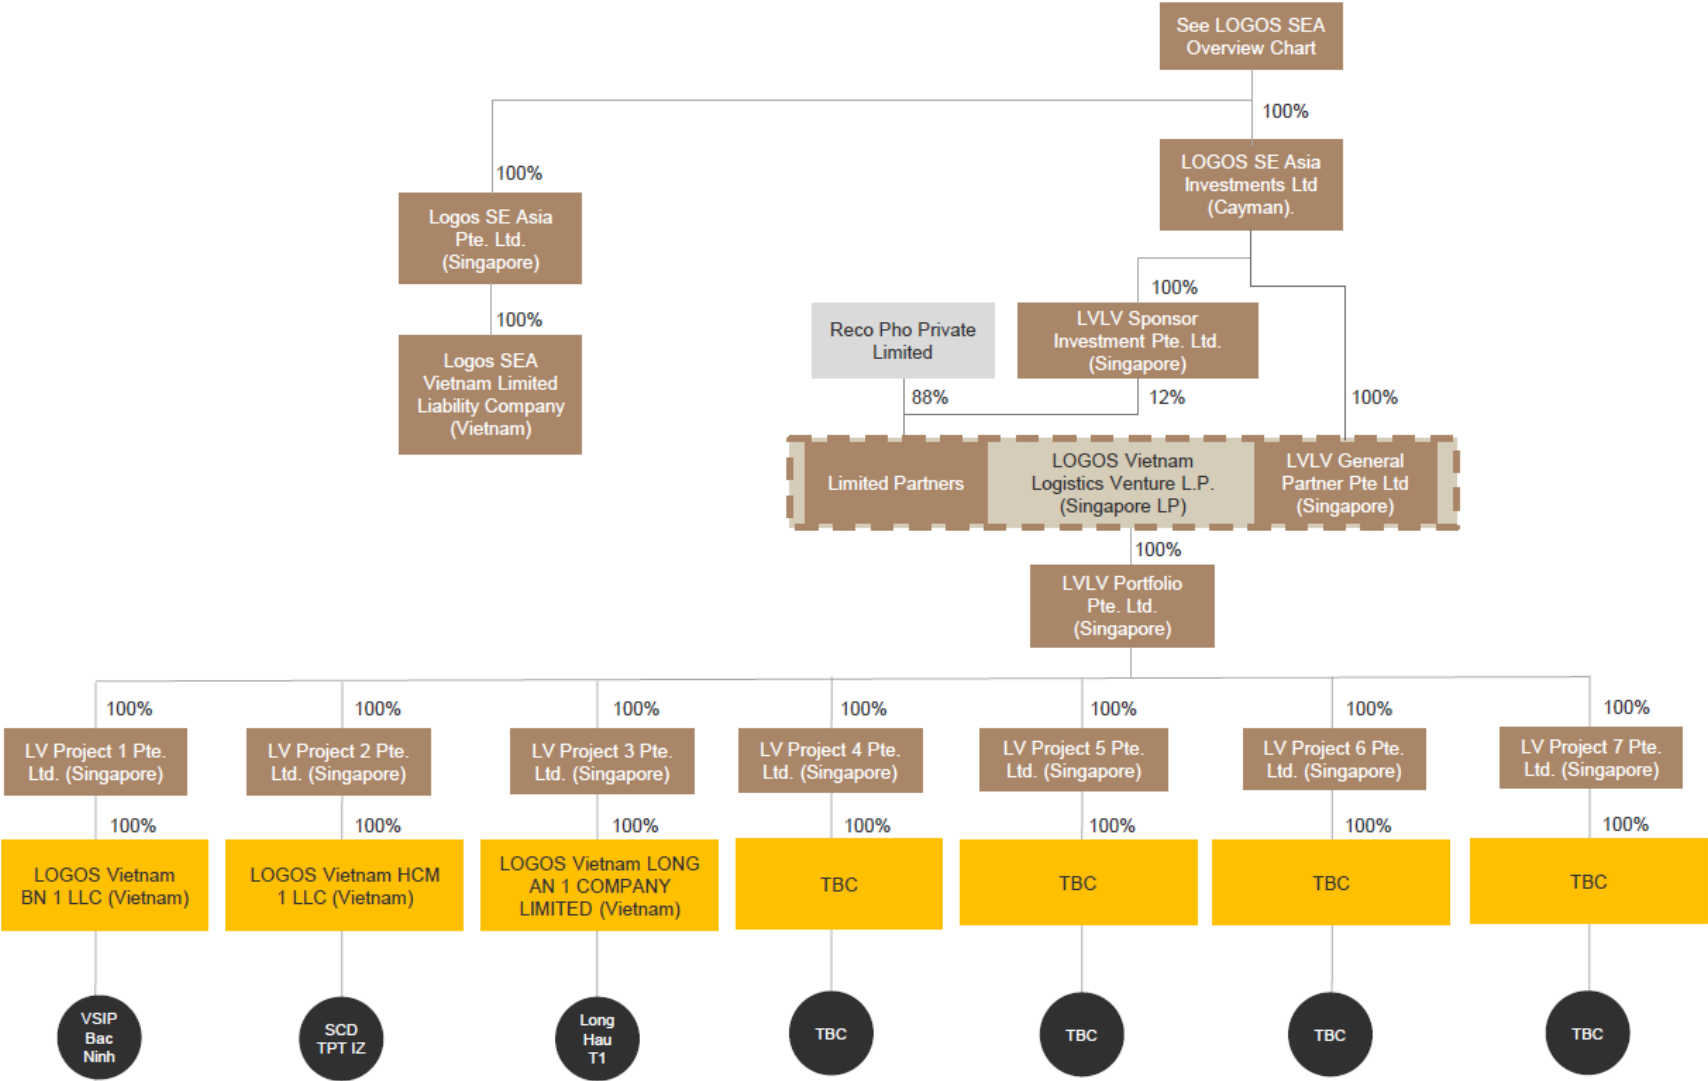 See LOGOS SEA
Overview Chart
100%
LOGOS SE Asia
Investments Ltd
(Cayman).
100%
Logos SE Asia
Pte. Ltd.
(Singapore)
100%
Logos SEA
Vietnam Limited
Liability Company
(Vietnam)
100%
Reco Pho Private
Limited
LVLV Sponsor
Investment Pte. Ltd.
(Singapore)
88%
12%
100%
Limited Partners
LOGOS Vietnam
Logistics Venture L.P.
(Singapore LP)
LVLV General
Partner Pte Ltd
(Singapore)
100%
LVLV Portfolio
Pte. Ltd.
(Singapore)
100%
100%
100%
100%
100%
100%
100%
LV Project 1 Pte.
Ltd. (Singapore)
LV Project 2 Pte.
Ltd. (Singapore)
LV Project 3 Pte.
Ltd. (Singapore)
LV Project 4 Pte.
Ltd. (Singapore)
LV Project 5 Pte.
Ltd. (Singapore)
LV Project 6 Pte.
Ltd. (Singapore)
LV Project 7 Pte.
Ltd. (Singapore)
100%
100%
100%
100%
100%
100%
100%
LOGOS Vietnam
BN 1 LLC (Vietnam)
LOGOS Vietnam HCM
1 LLC (Vietnam)
LOGOS Vietnam LONG
AN 1 COMPANY
LIMITED (Vietnam)
TBC
TBC
TBC
TBC
VSIP
Bac
Ninh
SCD
TPT IZ
Long
Hau
T1
TBC
TBC
TBC
TBC